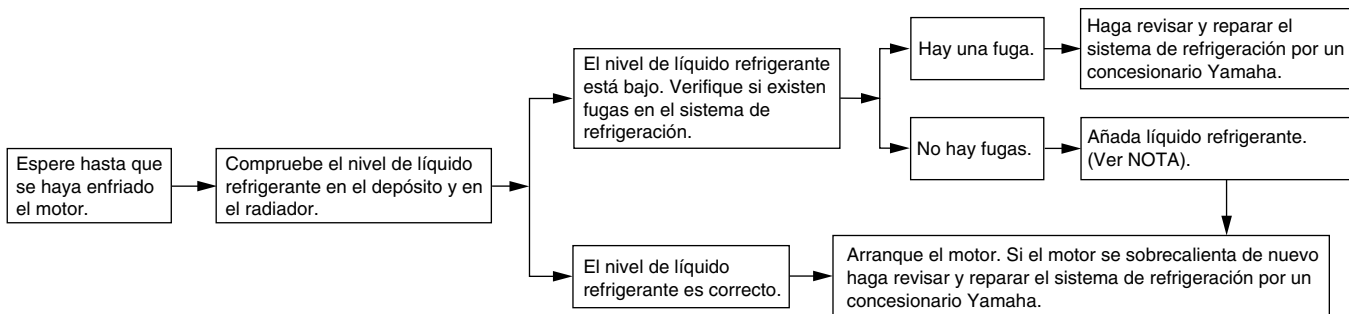 Espere hasta que
se haya enfriado
el motor.
Compruebe el nivel de líquido
refrigerante en el depósito y en
el radiador.
El nivel de líquido refrigerante
está bajo. Verifique si existen
fugas en el sistema de
refrigeración.
Hay una fuga.
Haga revisar y reparar el
sistema de refrigeración por un
concesionario Yamaha.
No hay fugas.
Añada líquido refrigerante.
(Ver NOTA).
El nivel de líquido
refrigerante es correcto.
Arranque el motor. Si el motor se sobrecalienta de nuevo
haga revisar y reparar el sistema de refrigeración por un
concesionario Yamaha.